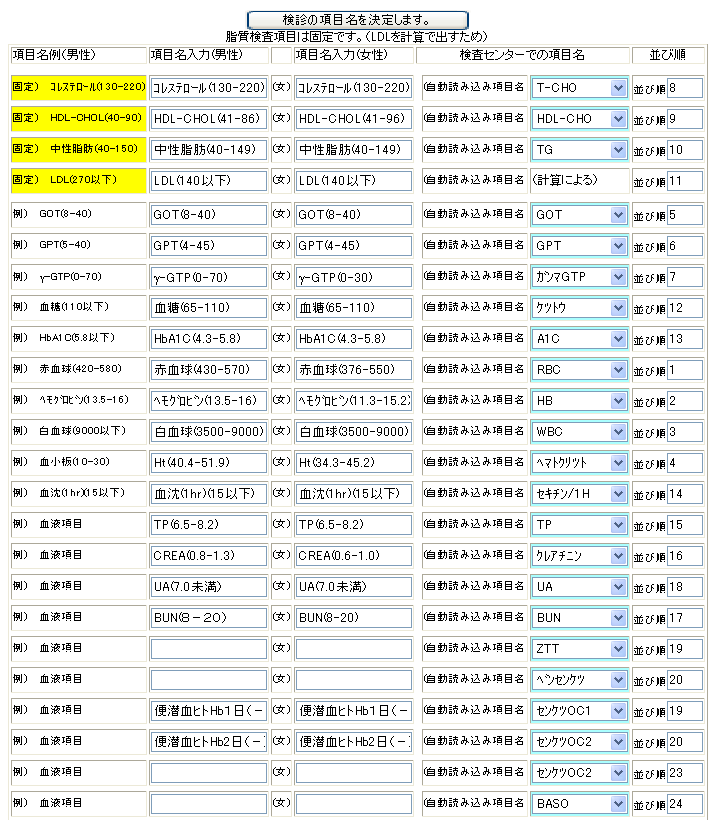 検診の項目名を決定します。
脂質検査項目は固定です。(LDLを計算で出すため)
項目名例(男性) 項目名入力(男性) 項目名入力(女性) 検査センターでの項目名 並び順
固定) コレステロール(130-220) コレステロール(130-220) (女) コレステロール(130-220) (自動読み込み項目名 T-CHO 並び順 8
固定) HDL-CHOL(40-90) HDL-CHOL(41-86) (女) HDL-CHOL(41-96) (自動読み込み項目名 HDL-CHO 並び順 9
固定) 中性脂肪(40-150) 中性脂肪(40-149) (女) 中性脂肪(40-149) (自動読み込み項目名 TG 並び順 10
固定) LDL(270以下) LDL(140以下) (女) LDL(140以下) (自動読み込み項目名 (計算による) 並び順 11
例) GOT(8-40) GOT(8-40) (女) GOT(8-40) (自動読み込み項目名 GOT 並び順 5
例) GPT(5-40) GPT(4-45) (女) GPT(4-45) (自動読み込み項目名 GPT 並び順 6
例) γ-GTP(0-70) γ-GTP(0-70) (女) γ-GTP(0-30) (自動読み込み項目名 ガンマGTP 並び順 7
例) 血糖(110以下) 血糖(65-110) (女) 血糖(65-110) (自動読み込み項目名 ケツトウ 並び順 12
例) HbA1C(5.8以下) HbA1C(4.3-5.8) (女) HbA1C(4.3-5.8) (自動読み込み項目名 A1C 並び順 13
例) 赤血球(420-580) 赤血球(430-570) (女) 赤血球(376-550) (自動読み込み項目名 RBC 並び順 1
例) ヘモグロビン(13.5-16) ヘモグロビン(13.5-16) (女) ヘモグロビン(11.3-15.2) (自動読み込み項目名 HB 並び順 2
例) 白血球(9000以下) 白血球(3500-9000) (女) 白血球(3500-9000) (自動読み込み項目名 WBC 並び順 3
例) 血小板(10-30) Ht(40.4-51.9) (女) Ht(34.3-45.2) (自動読み込み項目名 ヘマトクリツト 並び順 4
例) 血沈(1hr)(15以下) 血沈(1hr)(15以下) (女) 血沈(1hr)(15以下) (自動読み込み項目名 セキチン/1H 並び順 14
例) 血液項目 TP(6.5-8.2) (女) TP(6.5-8.2) (自動読み込み項目名 TP 並び順 15
例) 血液項目 CREA(0.8-1.3) (女) CREA(0.6-1.0) (自動読み込み項目名 クレアチニン 並び順 16
例) 血液項目 UA(7.0未満) (女) UA(7.0未満) (自動読み込み項目名 UA 並び順 18
例) 血液項目 BUN(8－20) (女) BUN(8-20) (自動読み込み項目名 BUN 並び順 17
例) 血液項目 (女) (自動読み込み項目名 ZTT 並び順 19
例) 血液項目 (女) (自動読み込み項目名 ベンセンケツ 並び順 20
例) 血液項目 便潜血ヒトHb1日(－ (女) 便潜血ヒトHb1日(－ (自動読み込み項目名 センケツOC1 並び順 19
例) 血液項目 便潜血ヒトHb2日(－) (女) 便潜血ヒトHb2日(－) (自動読み込み項目名 センケツOC2 並び順 20
例) 血液項目 (女) (自動読み込み項目名 センケツOC2 並び順 23
例) 血液項目 (女) (自動読み込み項目名 BASO 並び順 24